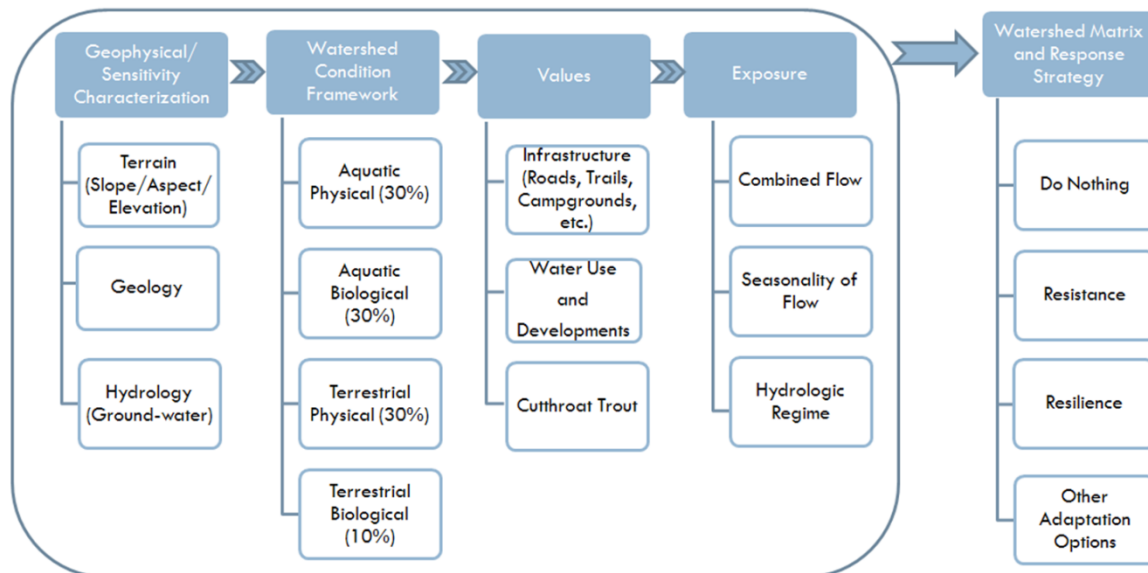 Geophysical/
Sensitivity
Characterization
Terrain
(Slope/Aspect/
Elevation)
Geology
Hydrology
(Ground-water)
Watershed
Condition
Framework
Aquatic
Physical (30%)
Aquatic
Biological
(30%)
Terrestrial
Physical (30%)
Terrestrial
Biological
(10%)
Values
Infrastructure
(Roads, Trails,
Campgrounds,
etc.)
Water Use
and
Developments
Cutthroat Trout
Exposure
Combined Flow
Seasonality of
Flow
Hydrologic
Regime
Watershed Matrix
and Response
Strategy
Do Nothing
Resistance
Resilience
Other
Adaptation
Options